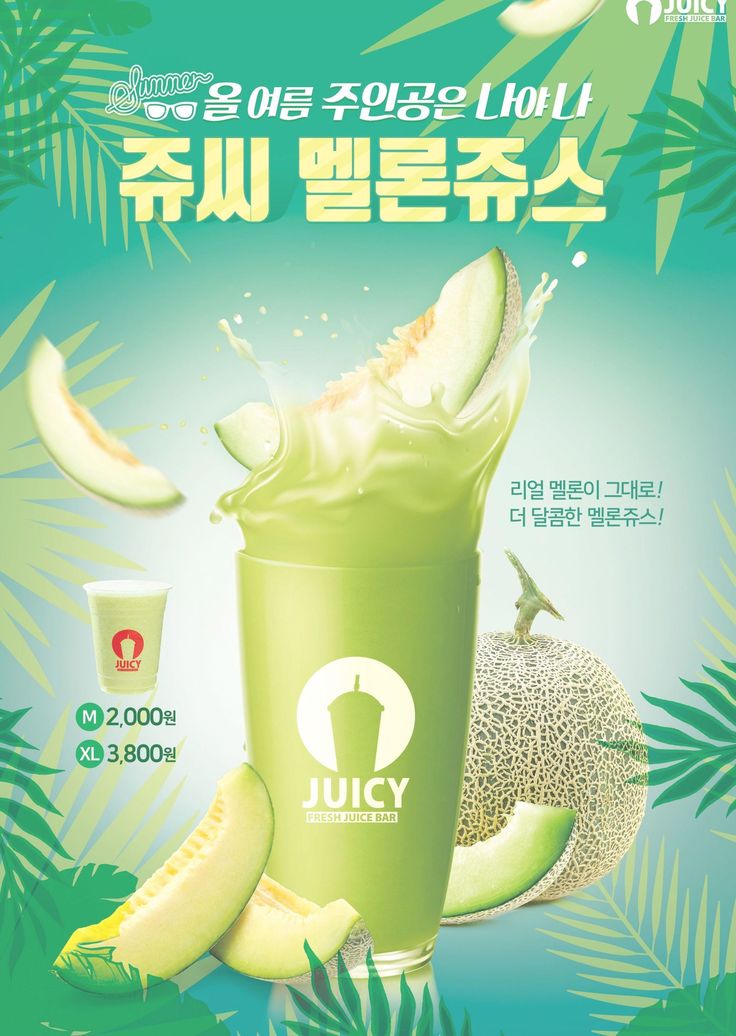 JUICY
FRESH JUICE BAR
Summer
올 여름 주인공은 나야 나
쥬씨 멜론쥬스
리얼 멜론이 그대로!
더 달콤한 멜론쥬스!
JUICY
M 2,000원
XL 3,800원
JUICY
FRESH JUICE BAR